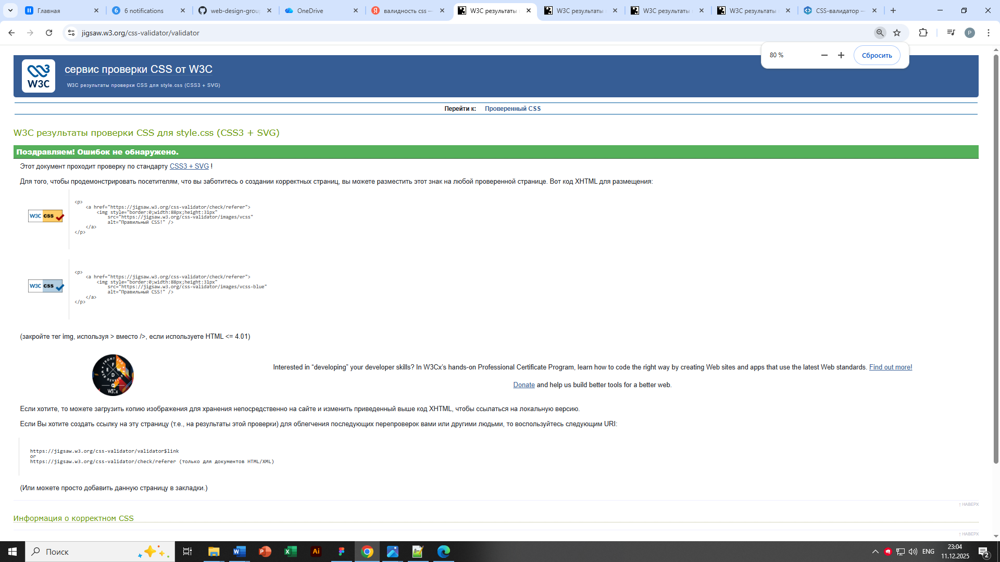 Главная
6 notifications
web-design-grou
OneDrive
валидность css —
W3C результаты
W3C результаты
W3C результаты
W3C результаты
CSS-валидатор —
jigsaw.w3.org/css-validator/validator
P
80 %
Сбросить
W3C
сервис проверки CSS от W3C
W3C результаты проверки CSS для style.css (CSS3 + SVG)
Перейти к: Проверенный CSS
W3C результаты проверки CSS для style.css (CSS3 + SVG)
Поздравляем! Ошибок не обнаружено.
Этот документ проходит проверку по стандарту CSS3 + SVG !
Для того, чтобы продемонстрировать посетителям, что вы заботитесь о создании корректных страниц, вы можете разместить этот знак на любой проверенной странице. Вот код XHTML для размещения:
W3C css
<p>
<a href="https://jigsaw.w3.org/css-validator/check/referer">
<img style="border:0;width:88px;height:31px"
src="https://jigsaw.w3.org/css-validator/images/vcss"
alt="Правильный CSS!" />
</a>
</p>
W3C css
<p>
<a href="https://jigsaw.w3.org/css-validator/check/referer">
<img style="border:0;width:88px;height:31px"
src="https://jigsaw.w3.org/css-validator/images/vcss-blue"
alt="Правильный CSS!" />
</a>
</p>
(закройте тег img, используя > вместо />, если используете HTML <= 4.01)
W3Cx
Interested in “developing” your developer skills? In W3Cx’s hands-on Professional Certificate Program, learn how to code the right way by creating Web sites and apps that use the latest Web standards. Find out more!
Donate and help us build better tools for a better web.
Если хотите, то можете загрузить копию изображения для хранения непосредственно на сайте и изменить приведенный выше код XHTML, чтобы ссылаться на локальную версию.
Если Вы хотите создать ссылку на эту страницу (т.е., на результаты этой проверки) для облегчения последующих перепроверок вами или другими людьми, то воспользуйтесь следующим URI:
https://jigsaw.w3.org/css-validator/validator$link
or
https://jigsaw.w3.org/css-validator/check/referer (только для документов HTML/XML)
(Или можете просто добавить данную страницу в закладки.)
↑ НАВЕРХ
Информация о корректном CSS
↑ НАВЕРХ
Поиск
ENG
23:04
11.12.2025
2